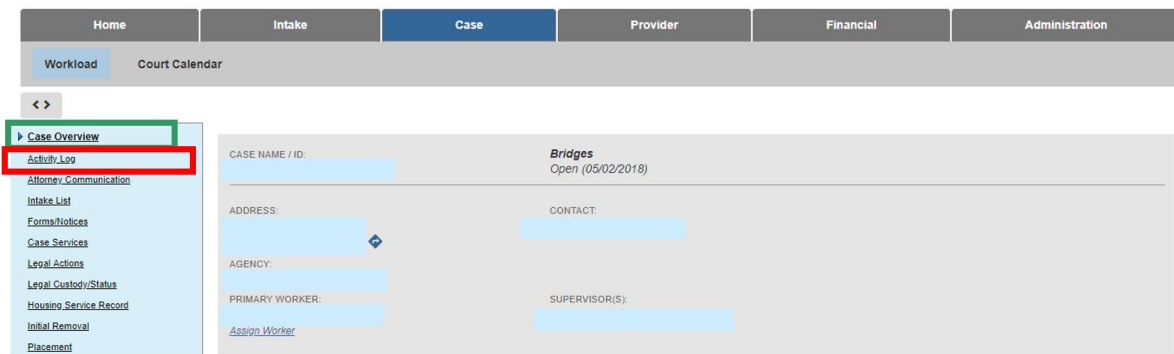 Home Intake Case Provider Financial Administration
Workload Court Calendar
Case Overview
Activity Log
Attorney Communication
Intake List
Forms/Notices
Case Services
Legal Actions
Legal Custody/Status
Housing Service Record
Initial Removal
Placement
CASE NAME / ID: Bridges
Open (05/02/2018)
ADDRESS: CONTACT:
AGENCY:
PRIMARY WORKER: SUPERVISOR(S):
Assign Worker